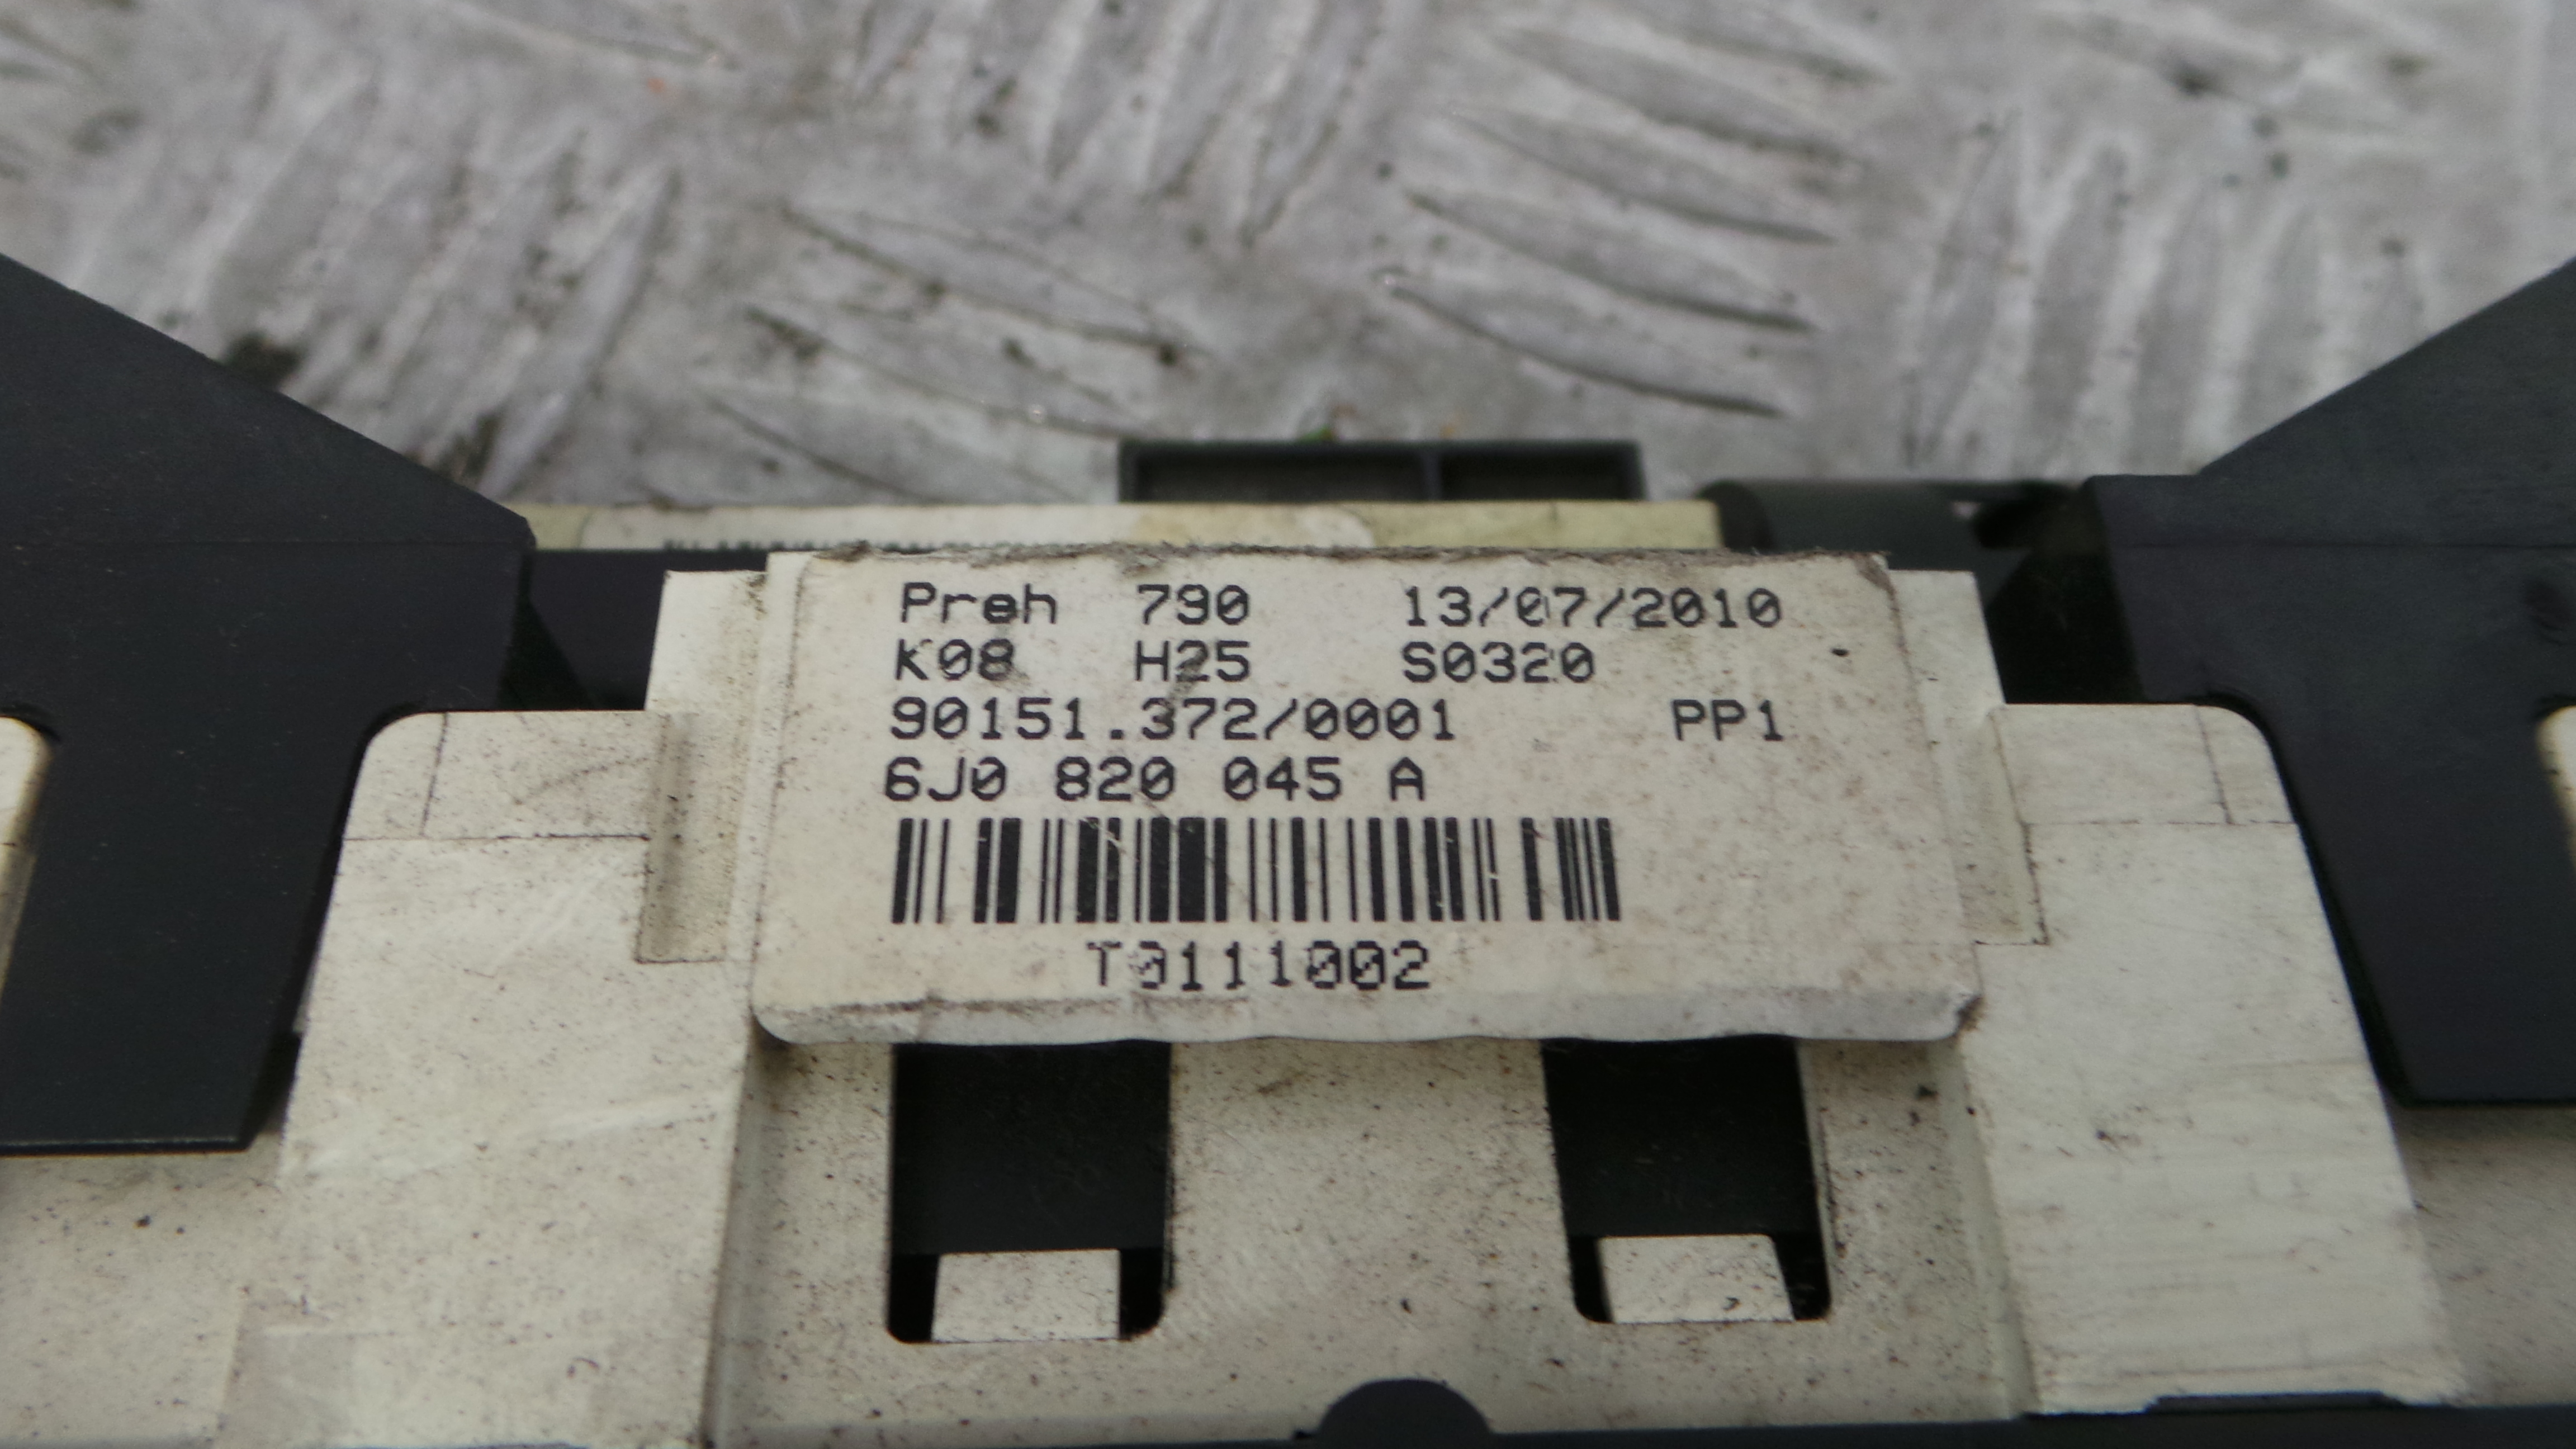 Preh 790 13/07/2010
K08 H25 S0320
90151.372/0001 PP1
6J0 820 045 A
T0111002